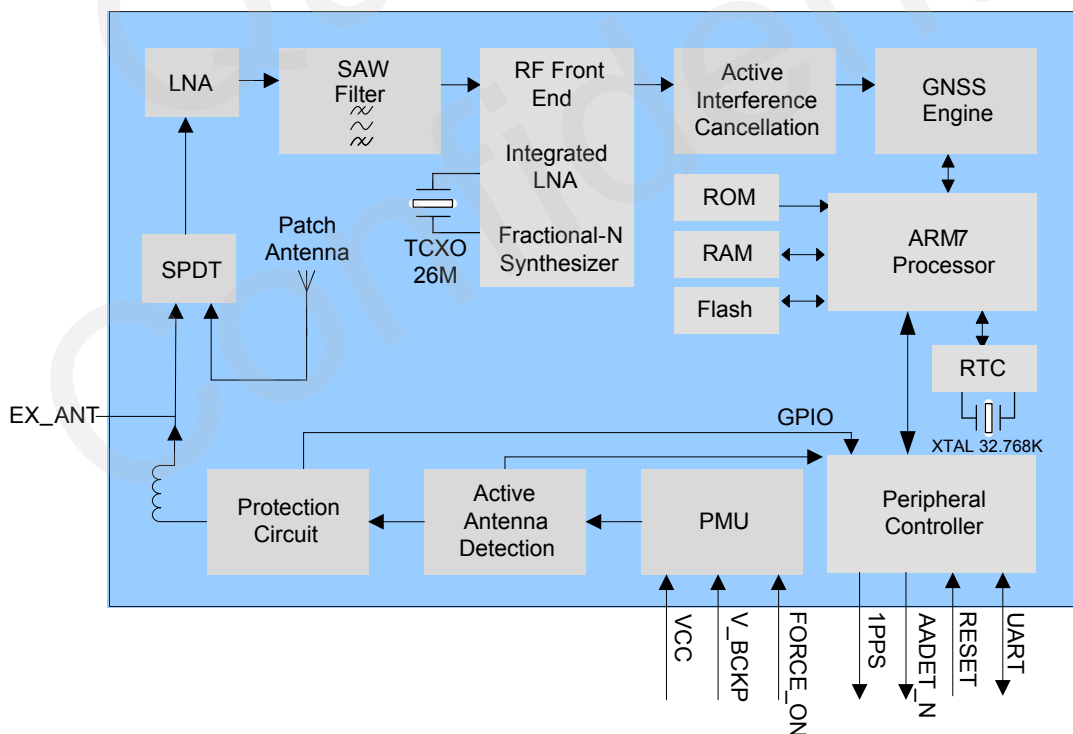 LNA
SAW
Filter
RF Front
End
Integrated
LNA
Fractional-N
Synthesizer
Active
Interference
Cancellation
GNSS
Engine
TCXO
26M
ROM
RAM
Flash
ARM7
Processor
SPDT
Patch
Antenna
RTC
XTAL 32.768K
EX_ANT
GPIO
Protection
Circuit
Active
Antenna
Detection
PMU
Peripheral
Controller
VCC
V_BCKP
FORCE_ON
1PPS
AADET_N
RESET
UART
Confidential